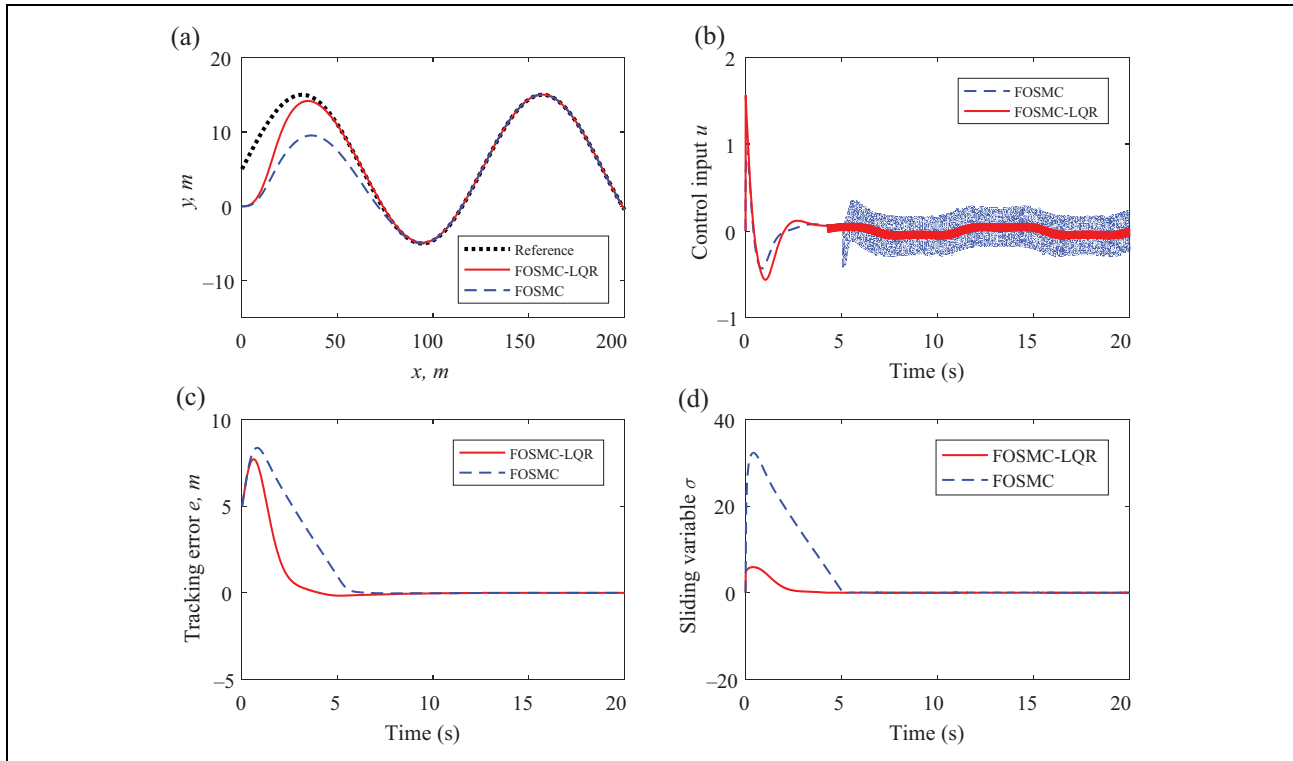 (a)
20
10
0
−10
y, m
Reference
FOSMC-LQR
FOSMC
0 50 100 150 200
x, m
(b)
2
1
0
−1
Control input u
FOSMC
FOSMC-LQR
0 5 10 15 20
Time (s)
(c)
10
5
0
−5
Tracking error e, m
FOSMC-LQR
FOSMC
0 5 10 15 20
Time (s)
(d)
40
20
0
−20
Sliding variable σ
FOSMC-LQR
FOSMC
0 5 10 15 20
Time (s)